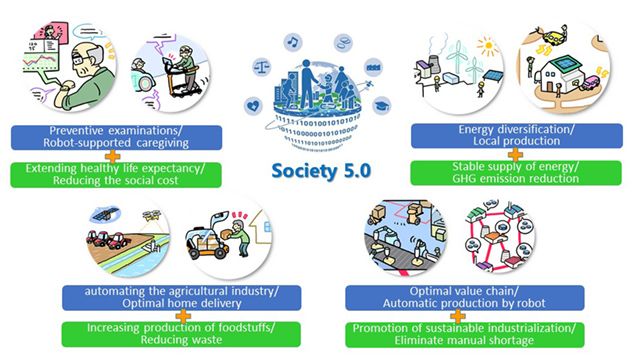 Preventive examinations/
Robot-supported caregiving
Extending healthy life expectancy/
Reducing the social cost
Society 5.0
Energy diversification/
Local production
Stable supply of energy/
GHG emission reduction
automating the agricultural industry/
Optimal home delivery
Increasing production of foodstuffs/
Reducing waste
Optimal value chain/
Automatic production by robot
Promotion of sustainable industrialization/
Eliminate manual shortage